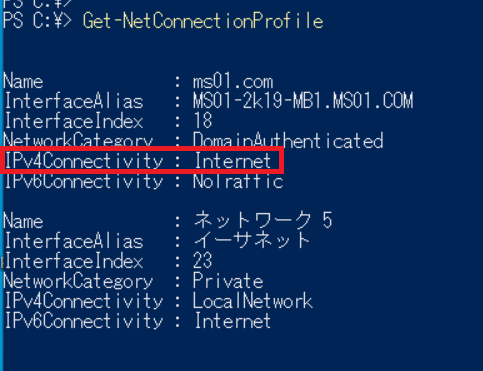 PS C:¥>
PS C:¥> Get-NetConnectionProfile
Name             : ms01.com
InterfaceAlias   : MS01-2k19-MB1.MS01.COM
InterfaceIndex   : 18
NetworkCategory  : DomainAuthenticated
IPv4Connectivity : Internet
IPv6Connectivity : NoTraffic
Name             : ネットワーク 5
InterfaceAlias   : イーサネット
InterfaceIndex   : 23
NetworkCategory  : Private
IPv4Connectivity : LocalNetwork
IPv6Connectivity : Internet